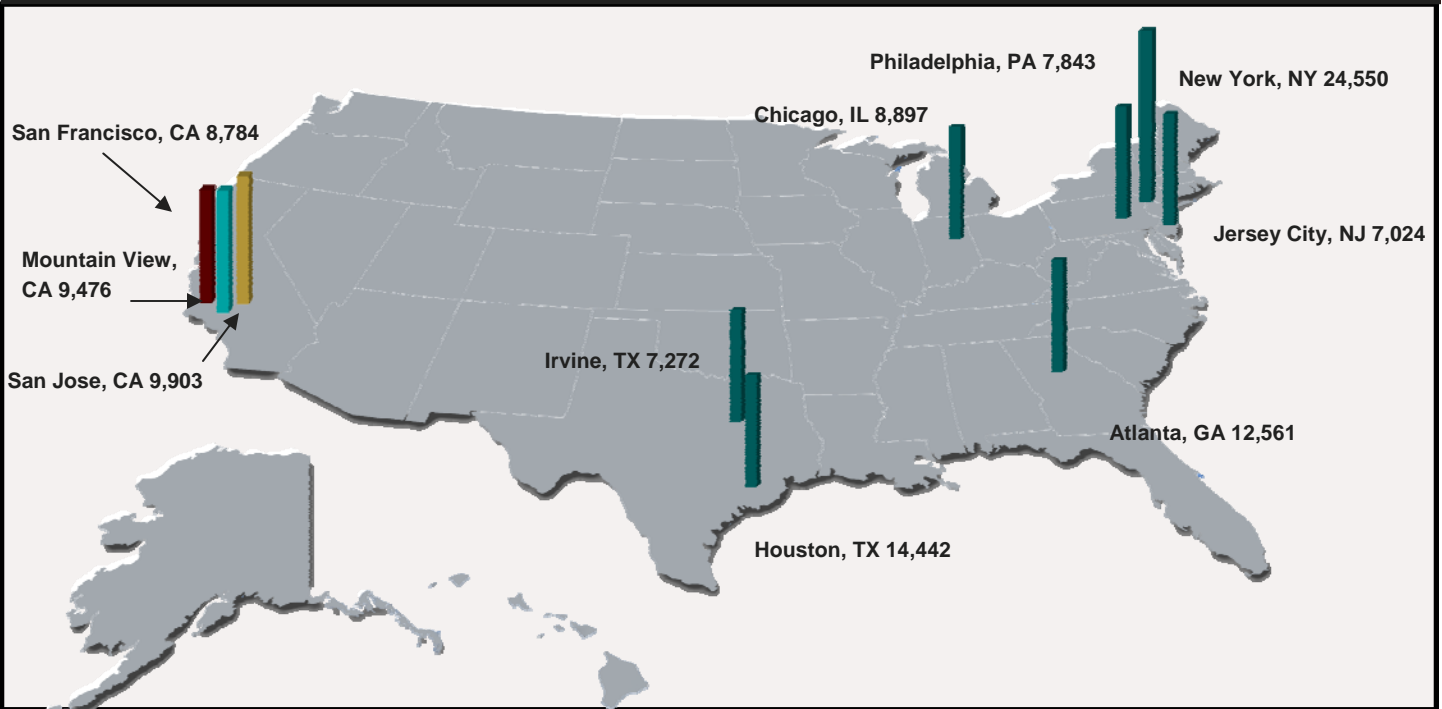 Philadelphia, PA 7,843
New York, NY 24,550
Chicago, IL 8,897
San Francisco, CA 8,784
Jersey City, NJ 7,024
Mountain View,
CA 9,476
Irvine, TX 7,272
San Jose, CA 9,903
Atlanta, GA 12,561
Houston, TX 14,442